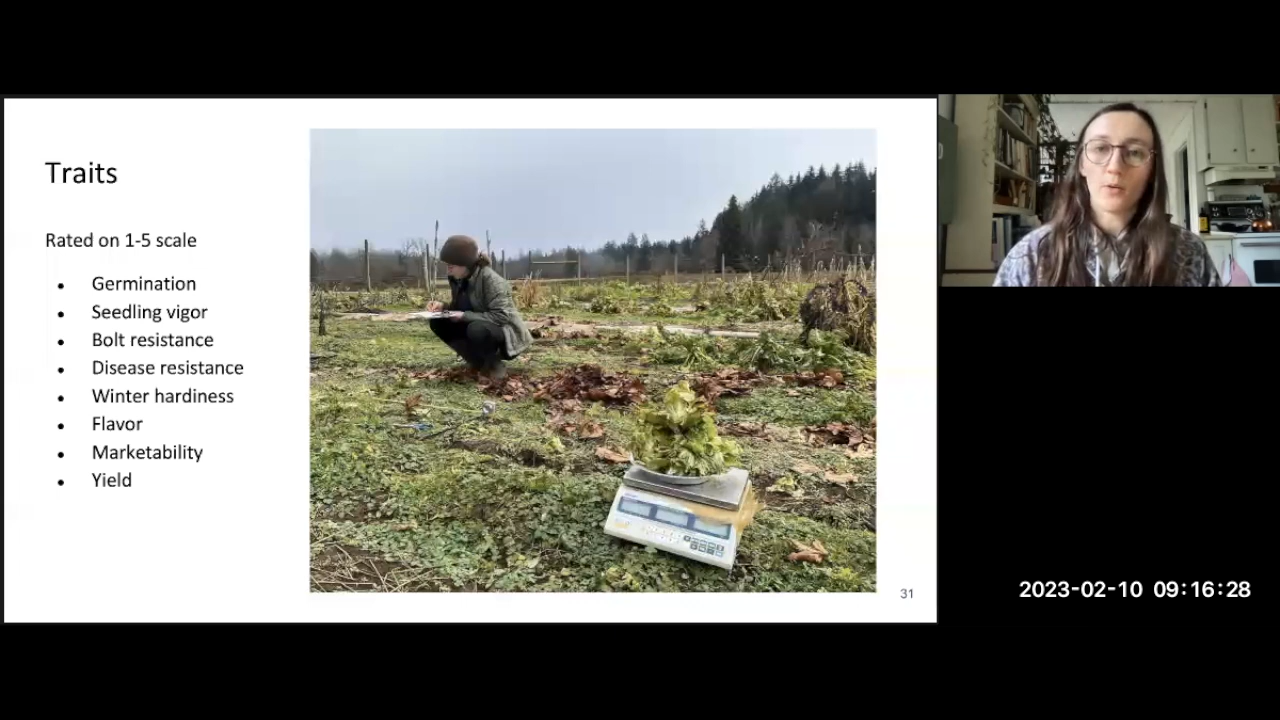 Traits
Rated on 1-5 scale
● Germination
● Seedling vigor
● Bolt resistance
● Disease resistance
● Winter hardiness
● Flavor
● Marketability
● Yield
31
2023-02-10 09:16:28